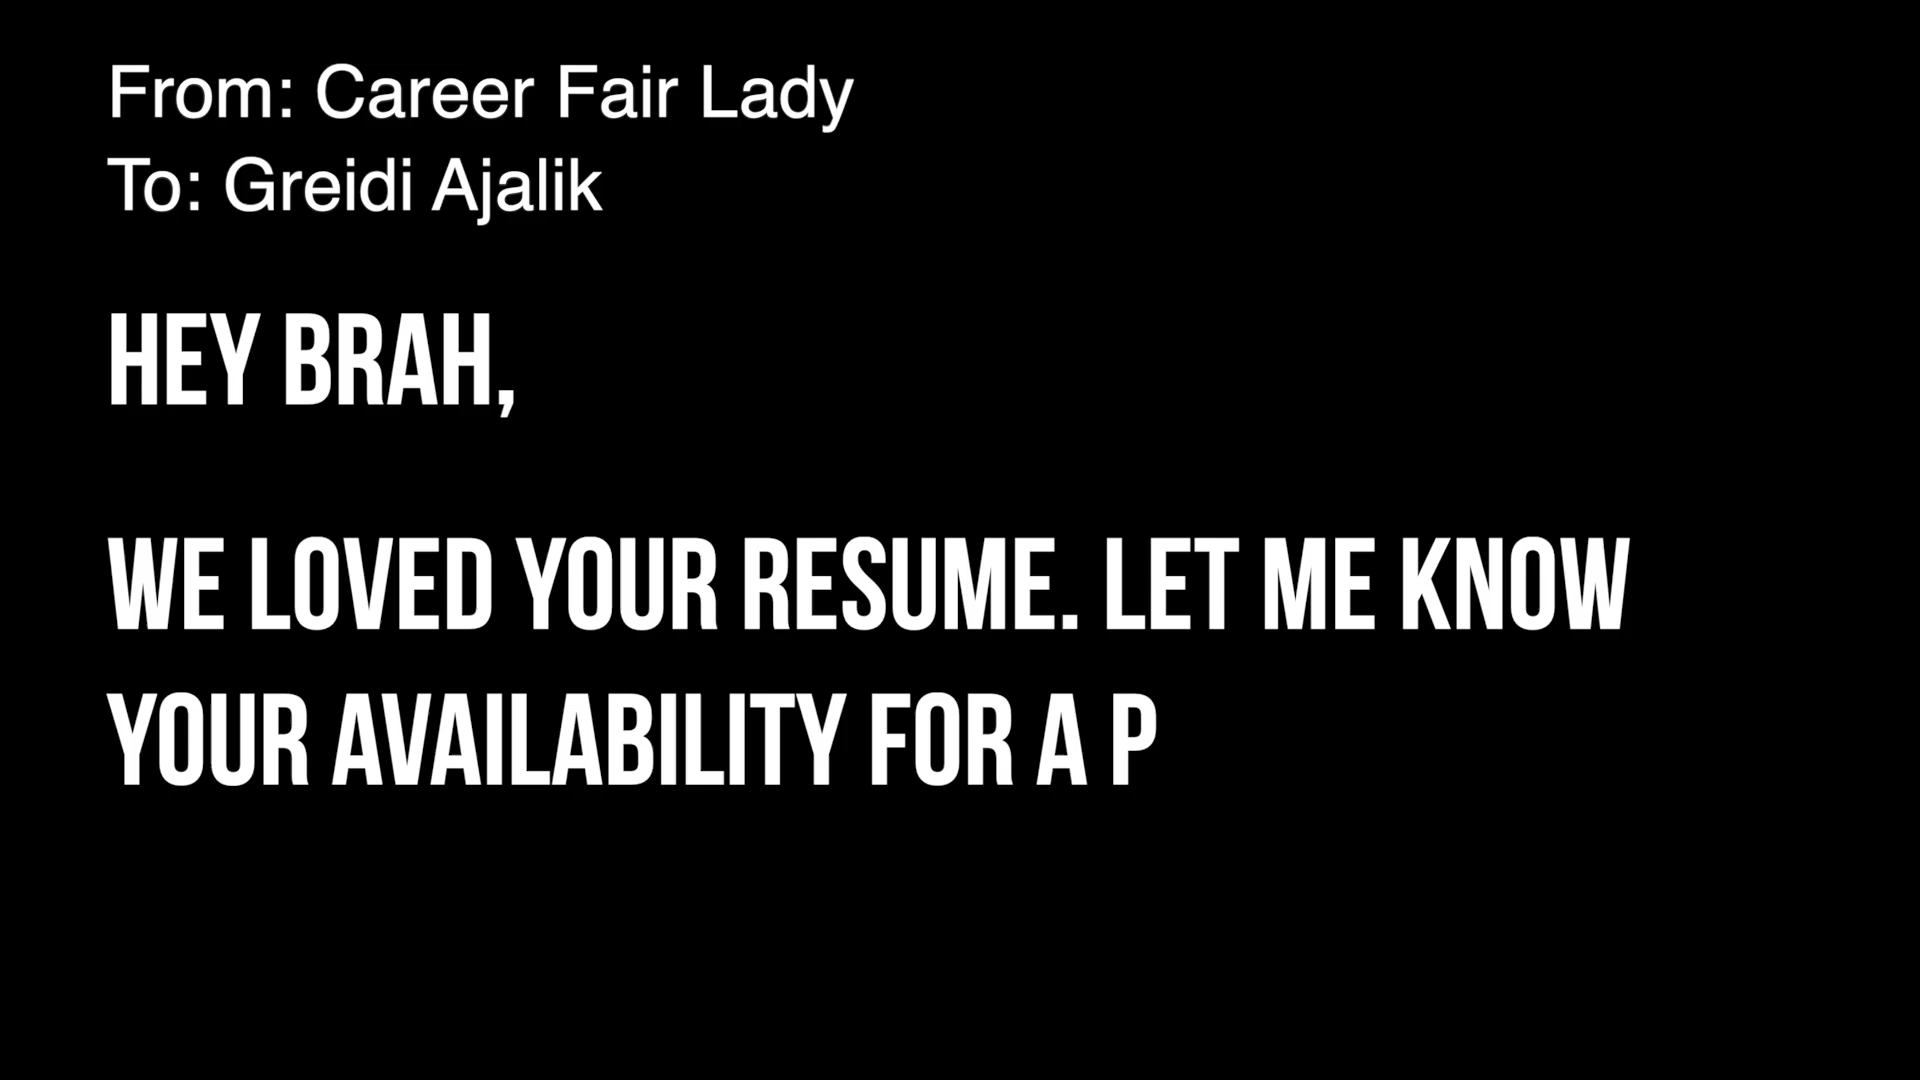 From: Career Fair Lady
To: Greidi Ajalik
HEY BRAH,
WE LOVED YOUR RESUME. LET ME KNOW
YOUR AVAILABILITY FOR A P